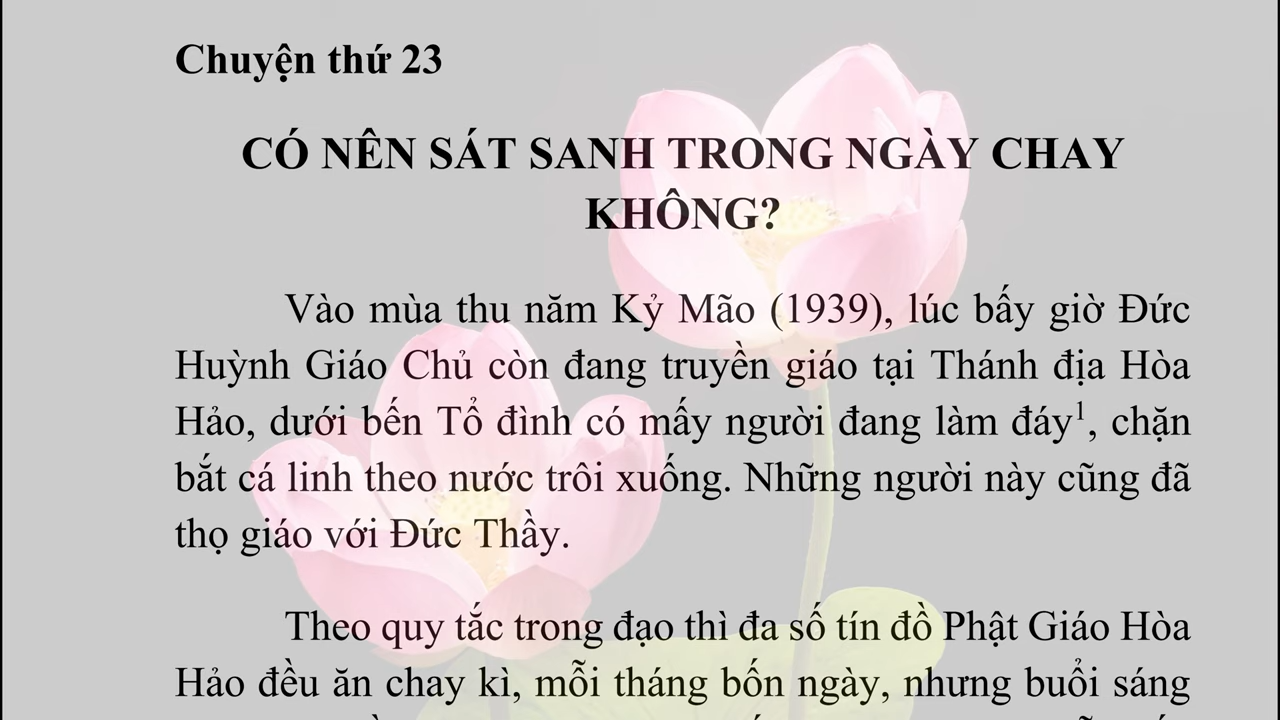 Chuyện thứ 23
CÓ NÊN SÁT SANH TRONG NGÀY CHAY
KHÔNG?
Vào mùa thu năm Kỷ Mão (1939), lúc bấy giờ Đức
Huỳnh Giáo Chủ còn đang truyền giáo tại Thánh địa Hòa
Hảo, dưới bến Tổ đình có mấy người đang làm đáy¹, chặn
bắt cá linh theo nước trôi xuống. Những người này cũng đã
thọ giáo với Đức Thầy.
Theo quy tắc trong đạo thì đa số tín đồ Phật Giáo Hòa
Hảo đều ăn chay kì, mỗi tháng bốn ngày, nhưng buổi sáng